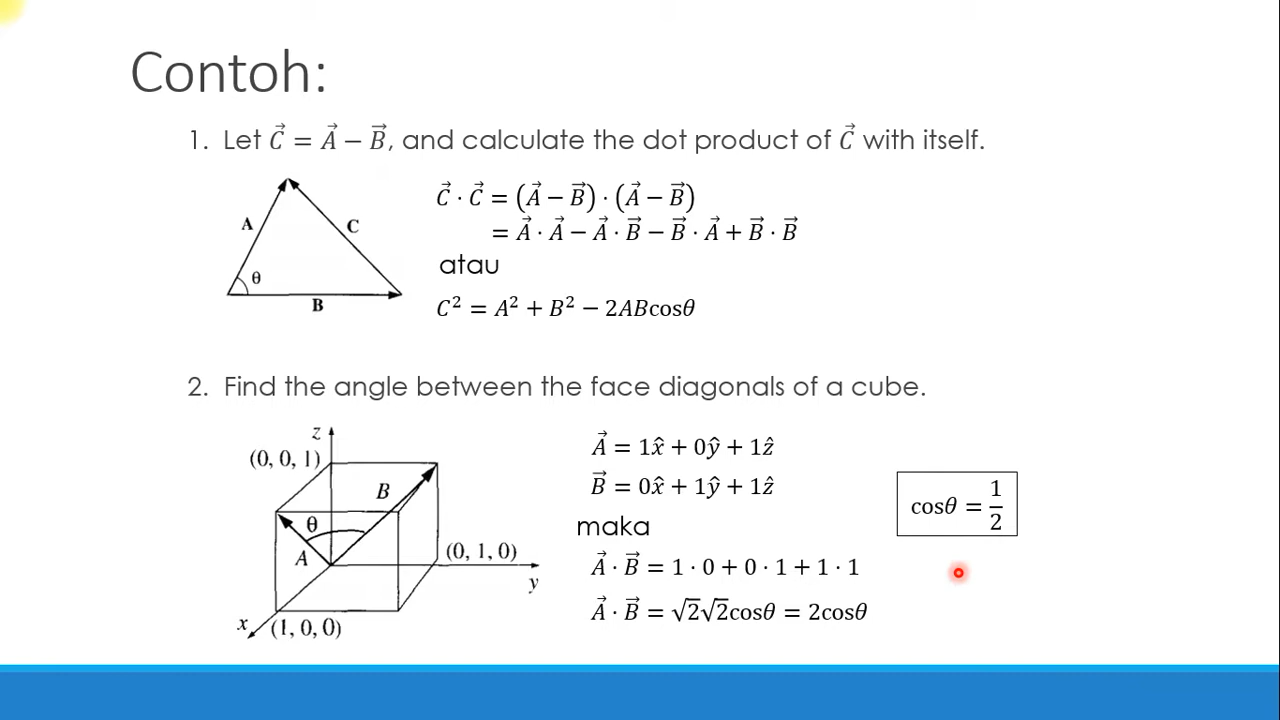 Contoh:
1. Let C⃗ = A⃗ − B⃗, and calculate the dot product of C⃗ with itself.
A
C
θ
B
C⃗ · C⃗ = (A⃗ − B⃗) · (A⃗ − B⃗)
= A⃗ · A⃗ − A⃗ · B⃗ − B⃗ · A⃗ + B⃗ · B⃗
atau
C² = A² + B² − 2ABcosθ
2. Find the angle between the face diagonals of a cube.
z
(0, 0, 1)
B
θ
A
(0, 1, 0)
y
x
(1, 0, 0)
A⃗ = 1x̂ + 0ŷ + 1ẑ
B⃗ = 0x̂ + 1ŷ + 1ẑ
maka
A⃗ · B⃗ = 1 · 0 + 0 · 1 + 1 · 1
A⃗ · B⃗ = √2√2cosθ = 2cosθ
cosθ = 1/2